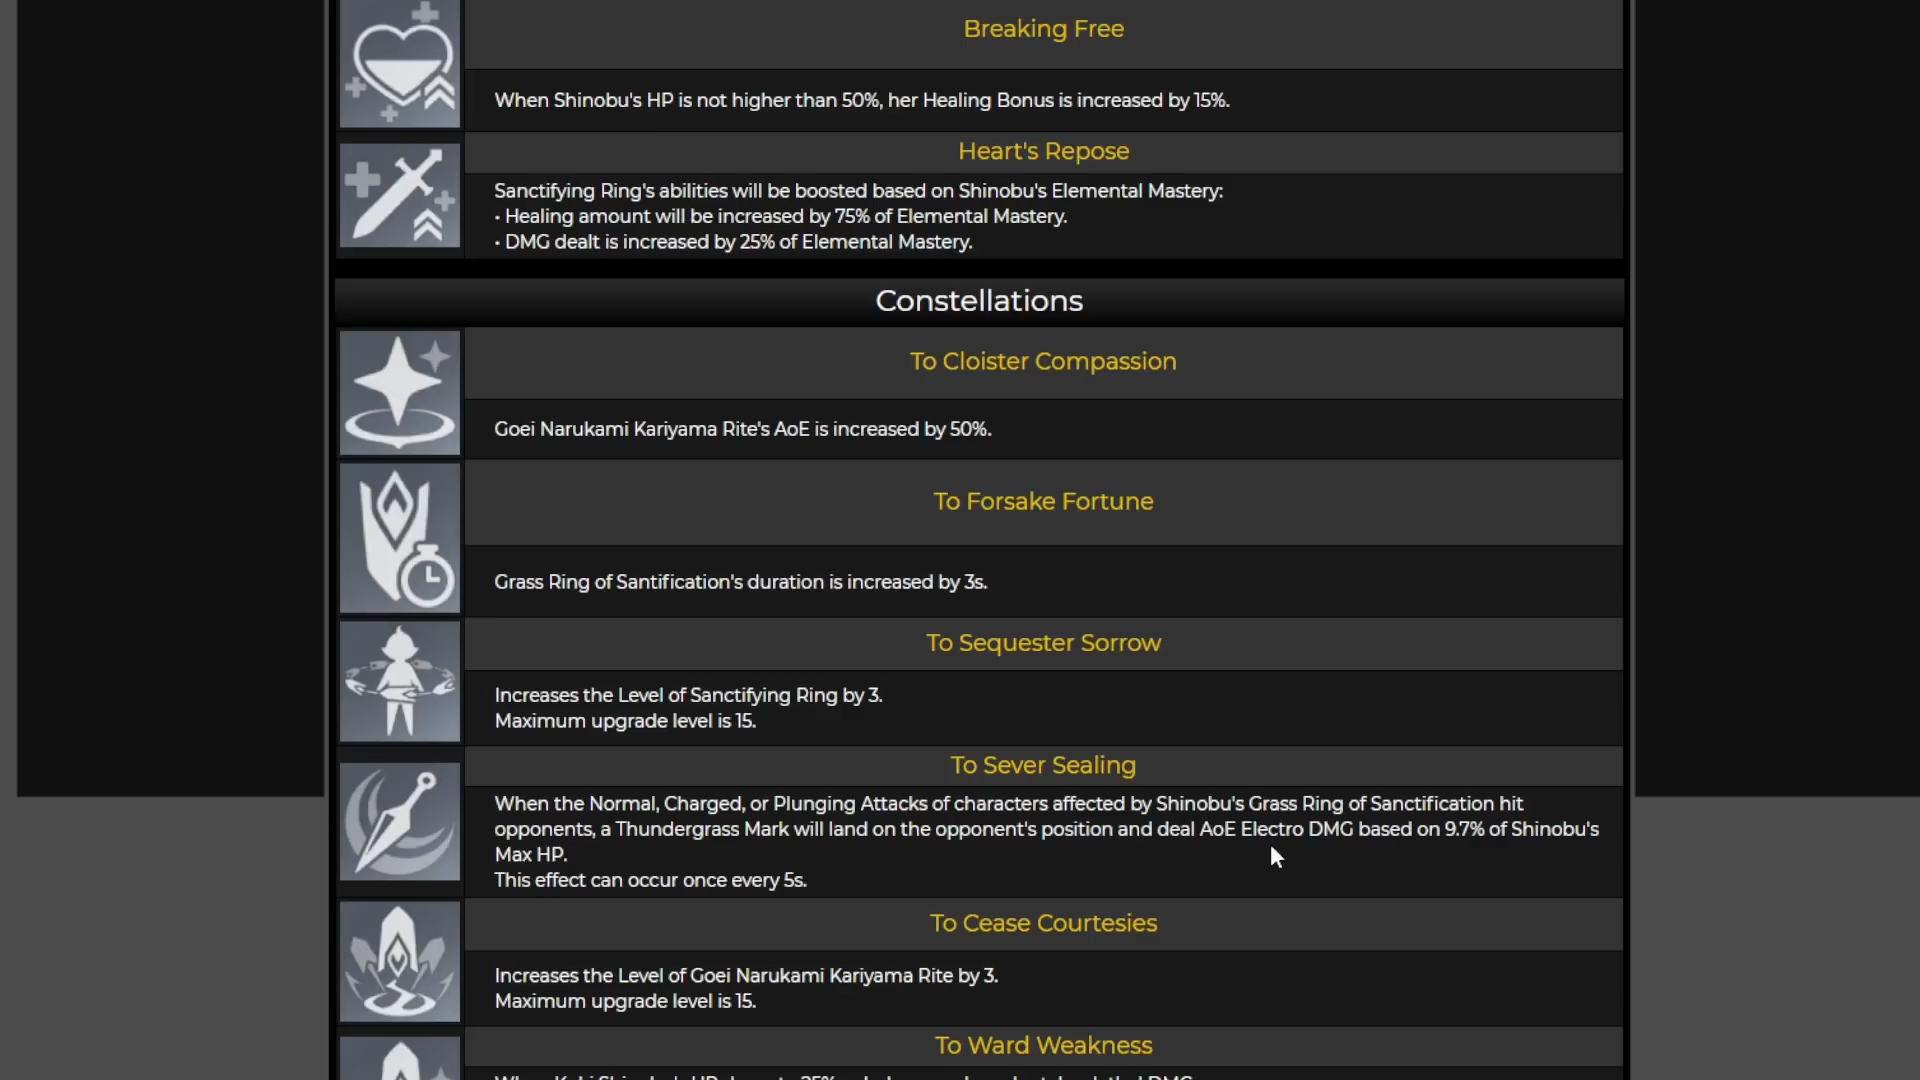 Breaking Free
When Shinobu's HP is not higher than 50%, her Healing Bonus is increased by 15%.
Heart's Repose
Sanctifying Ring's abilities will be boosted based on Shinobu's Elemental Mastery:
• Healing amount will be increased by 75% of Elemental Mastery.
• DMG dealt is increased by 25% of Elemental Mastery.
Constellations
To Cloister Compassion
Goei Narukami Kariyama Rite's AoE is increased by 50%.
To Forsake Fortune
Grass Ring of Santification's duration is increased by 3s.
To Sequester Sorrow
Increases the Level of Sanctifying Ring by 3.
Maximum upgrade level is 15.
To Sever Sealing
When the Normal, Charged, or Plunging Attacks of characters affected by Shinobu's Grass Ring of Sanctification hit
opponents, a Thundergrass Mark will land on the opponent's position and deal AoE Electro DMG based on 9.7% of Shinobu's
Max HP.
This effect can occur once every 5s.
To Cease Courtesies
Increases the Level of Goei Narukami Kariyama Rite by 3.
Maximum upgrade level is 15.
To Ward Weakness